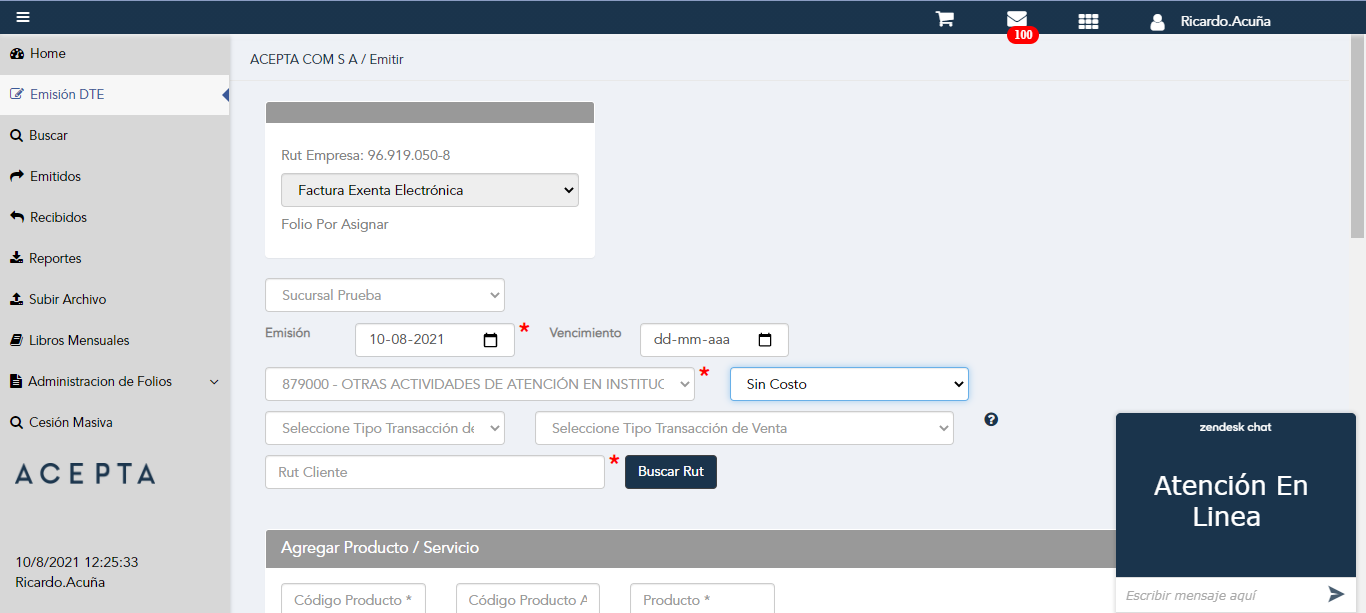 Ricardo.Acuña
100
Home
Emisión DTE
Buscar
Emitidos
Recibidos
Reportes
Subir Archivo
Libros Mensuales
Administracion de Folios
Cesión Masiva
ACEPTA
10/8/2021 12:25:33
Ricardo.Acuña
ACEPTA COM S A / Emitir
Rut Empresa: 96.919.050-8
Factura Exenta Electrónica
Folio Por Asignar
Sucursal Prueba
Emisión 10-08-2021 * Vencimiento dd-mm-aaa
879000 - OTRAS ACTIVIDADES DE ATENCIÓN EN INSTITUC * Sin Costo
Seleccione Tipo Transacción de Seleccione Tipo Transacción de Venta ?
Rut Cliente * Buscar Rut
Agregar Producto / Servicio
Código Producto * Código Producto A Producto *
zendesk chat
Atención En
Linea
Escribir mensaje aquí